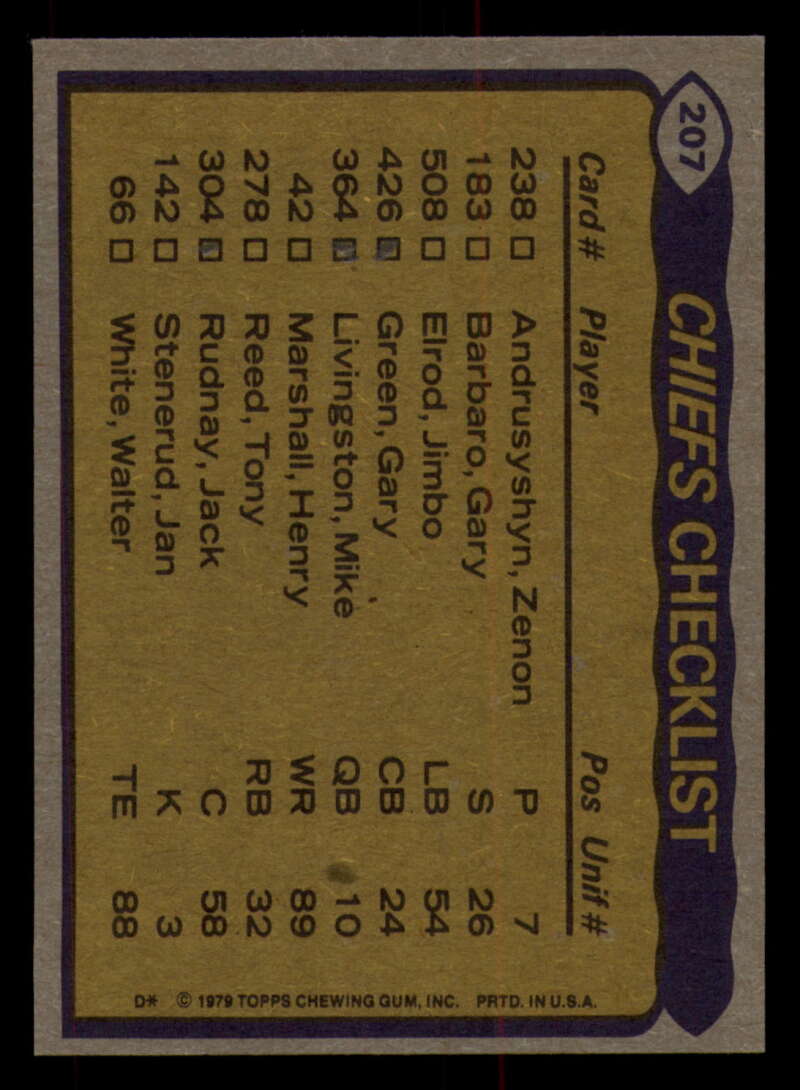 207
CHIEFS CHECKLIST
Card # Player Pos Unif #
238 □ Andrusyshyn, Zenon P 7
183 □ Barbaro, Gary S 26
508 □ Elrod, Jimbo LB 54
426 □ Green, Gary CB 24
364 □ Livingston, Mike QB 10
42 □ Marshall, Henry WR 89
278 □ Reed, Tony RB 32
304 □ Rudnay, Jack C 58
142 □ Stenerud, Jan K 3
66 □ White, Walter TE 88
D* © 1979 TOPPS CHEWING GUM, INC. PRTD. IN U.S.A.